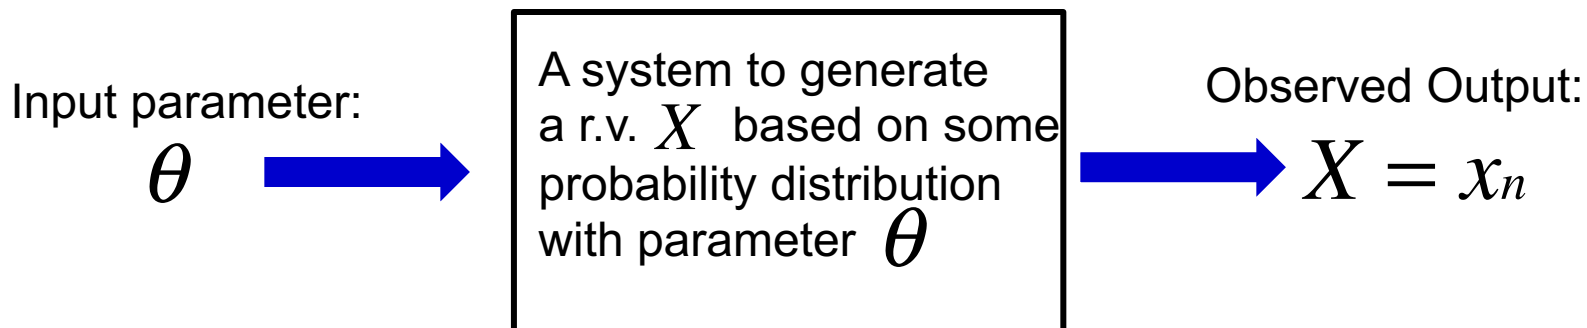 Input parameter:
θ
A system to generate
a r.v. X based on some
probability distribution
with parameter θ
Observed Output:
X = xₙ